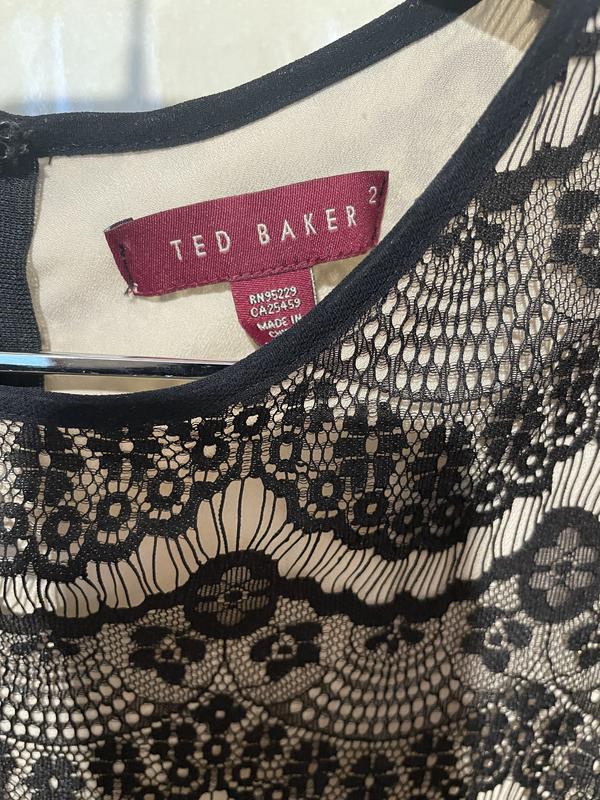 TED BAKER 2
RN95229
CA25459
MADE IN